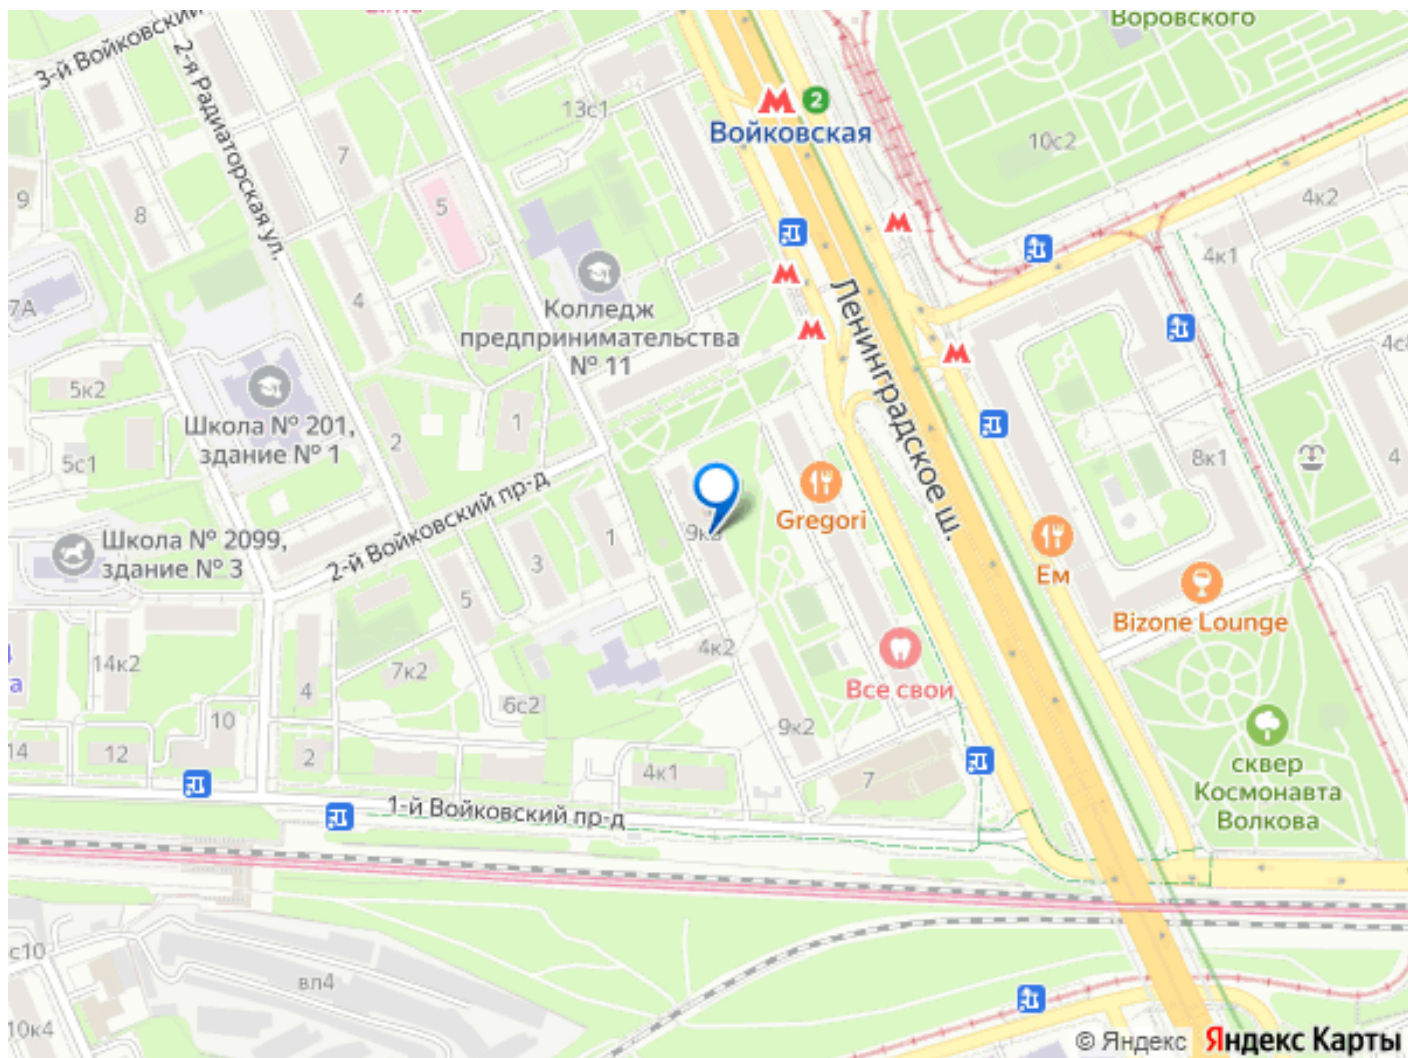 Воровского
3-й Войковский
2-я Радиаторская ул.
13с1
2
Войковская
10с2
7
9
8
5
4к2
4к1
7А
4
Колледж
предпринимательства
№ 11
Ленинградское ш.
4с8
5к2
Школа № 201,
здание № 1
2
1
5с1
8к1
4
2-й Войковский пр-д
Gregori
Школа № 2099,
здание № 3
1
3
Ем
5
Bizone Lounge
14к2
7к2
4к2
4
Все свои
6с2
10
9к2
14
12
2
4к1
7
сквер
Космонавта
Волкова
1-й Войковский пр-д
с10
вл4
10к4
© Яндекс
Яндекс Карты